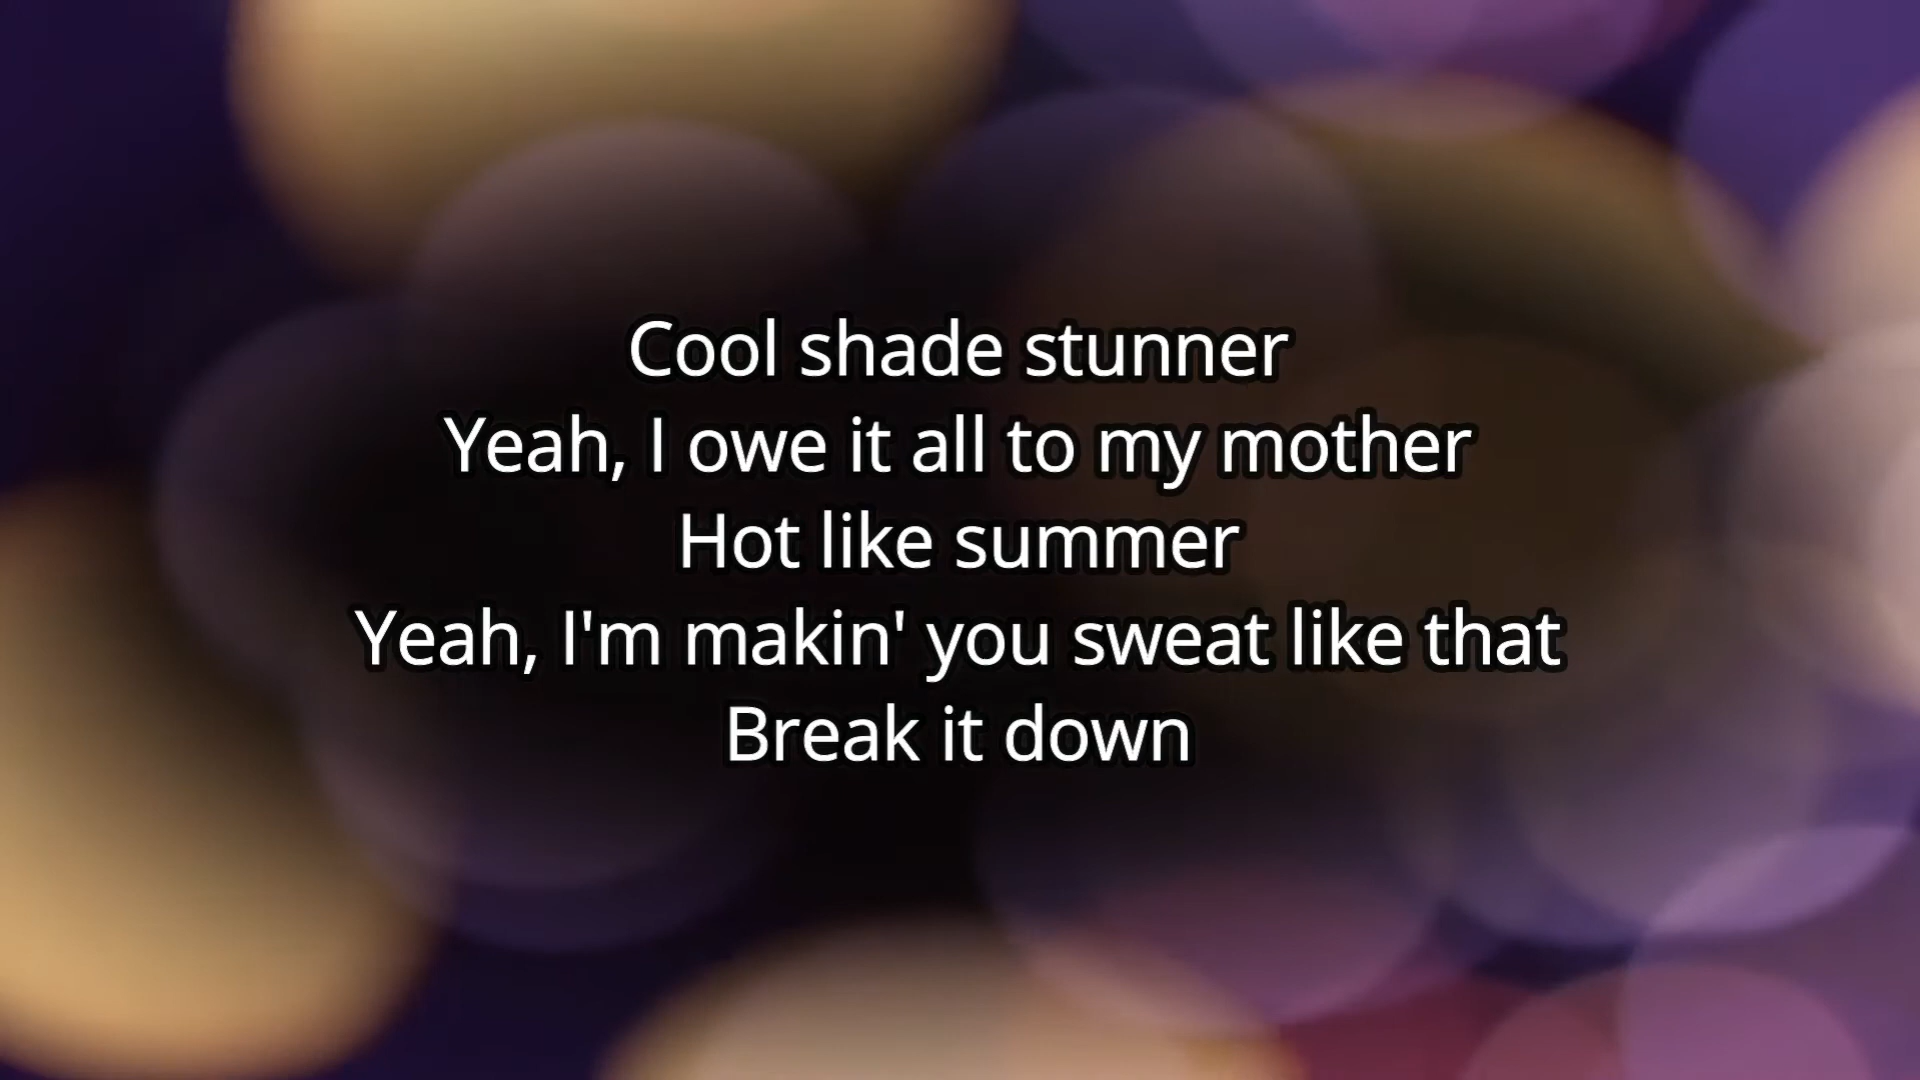 Cool shade stunner
Yeah, I owe it all to my mother
Hot like summer
Yeah, I'm makin' you sweat like that
Break it down